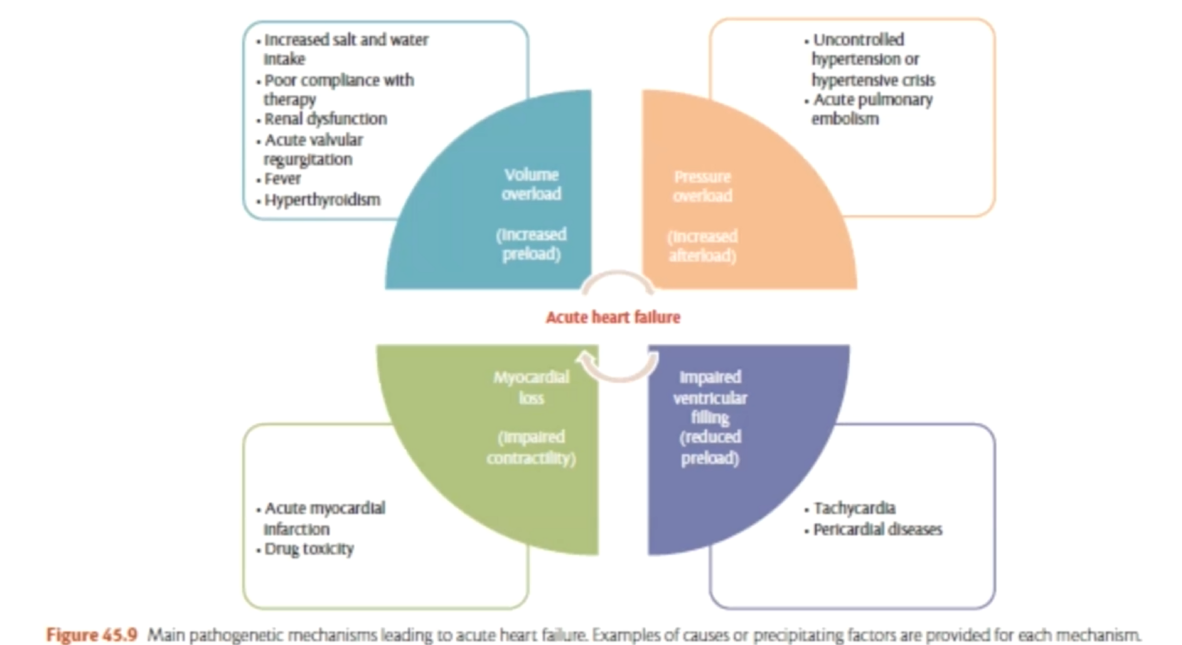 • Increased salt and water
intake
• Poor compliance with
therapy
• Renal dysfunction
• Acute valvular
regurgitation
• Fever
• Hyperthyroidism
• Uncontrolled
hypertension or
hypertensive crisis
• Acute pulmonary
embolism
Volume
overload
(Increased
preload)
Pressure
overload
(Increased
afterload)
Acute heart failure
Myocardial
loss
(Impaired
contractility)
Impaired
ventricular
filling
(reduced
preload)
• Acute myocardial
infarction
• Drug toxicity
• Tachycardia
• Pericardial diseases
Figure 45.9 Main pathogenetic mechanisms leading to acute heart failure. Examples of causes or precipitating factors are provided for each mechanism.